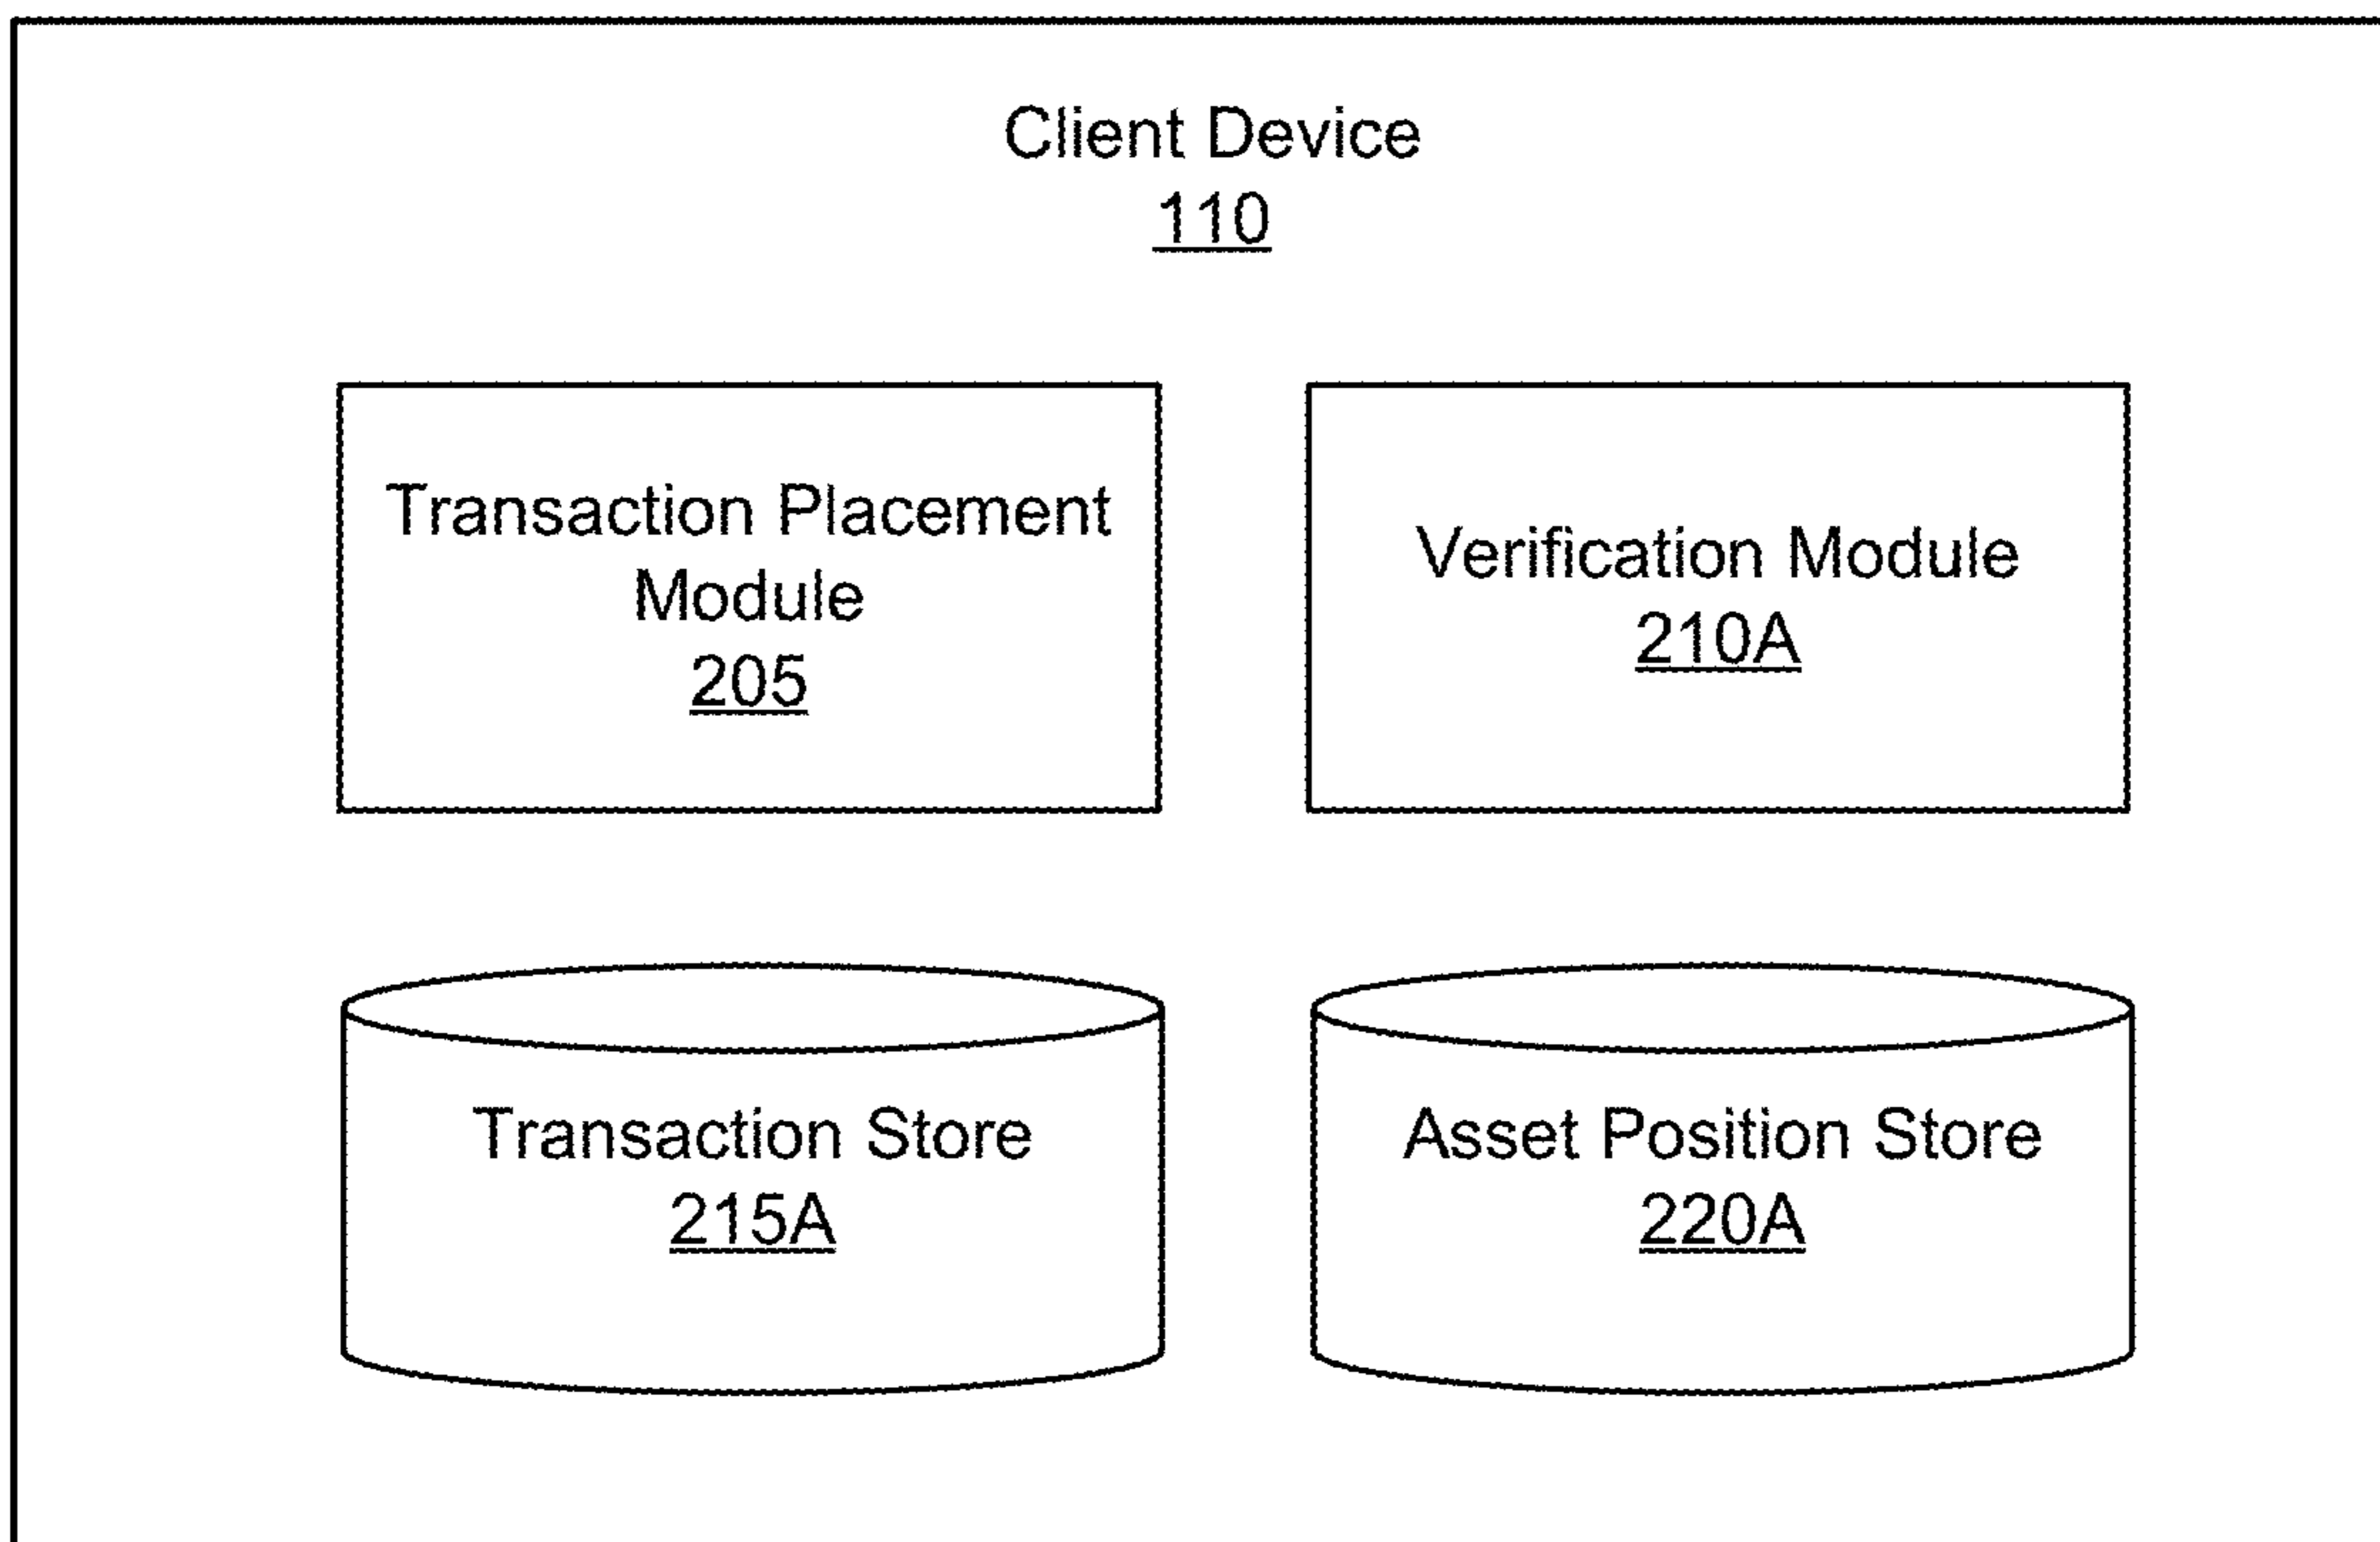 Client Device
110
Transaction Placement
Module
205
Verification Module
210A
Transaction Store
215A
Asset Position Store
220A